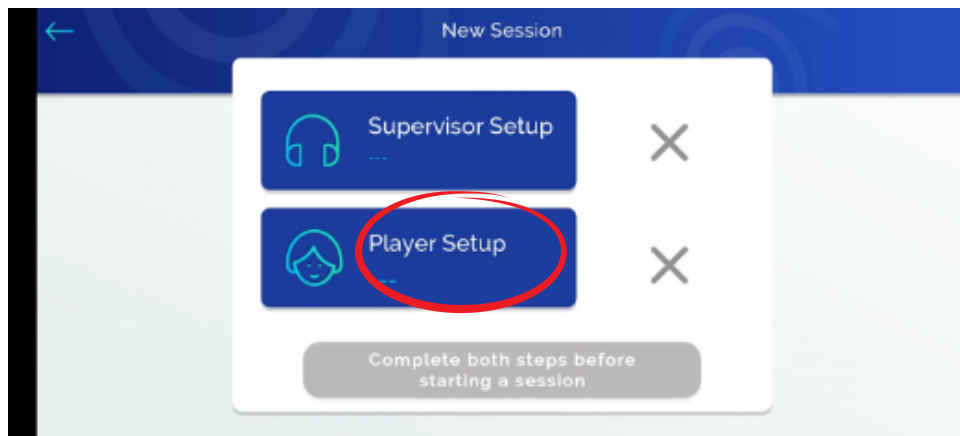 New Session
Supervisor Setup
---
Player Setup
---
Complete both steps before
starting a session